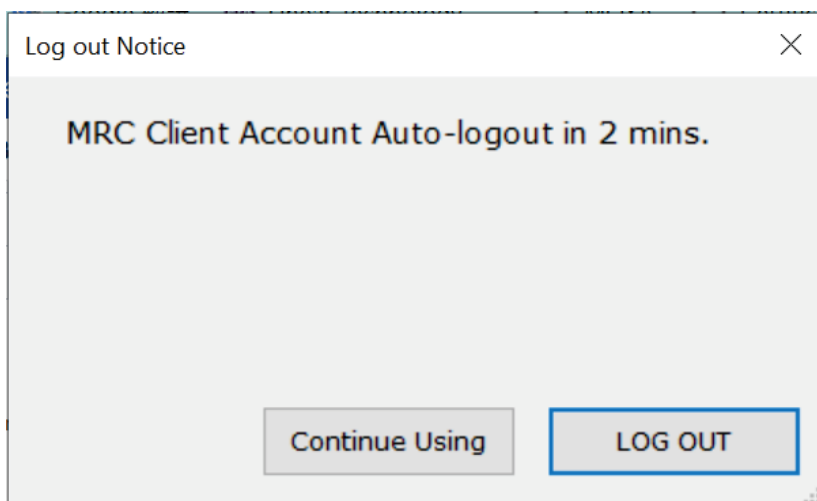 Log out Notice
MRC Client Account Auto-logout in 2 mins.
Continue Using
LOG OUT